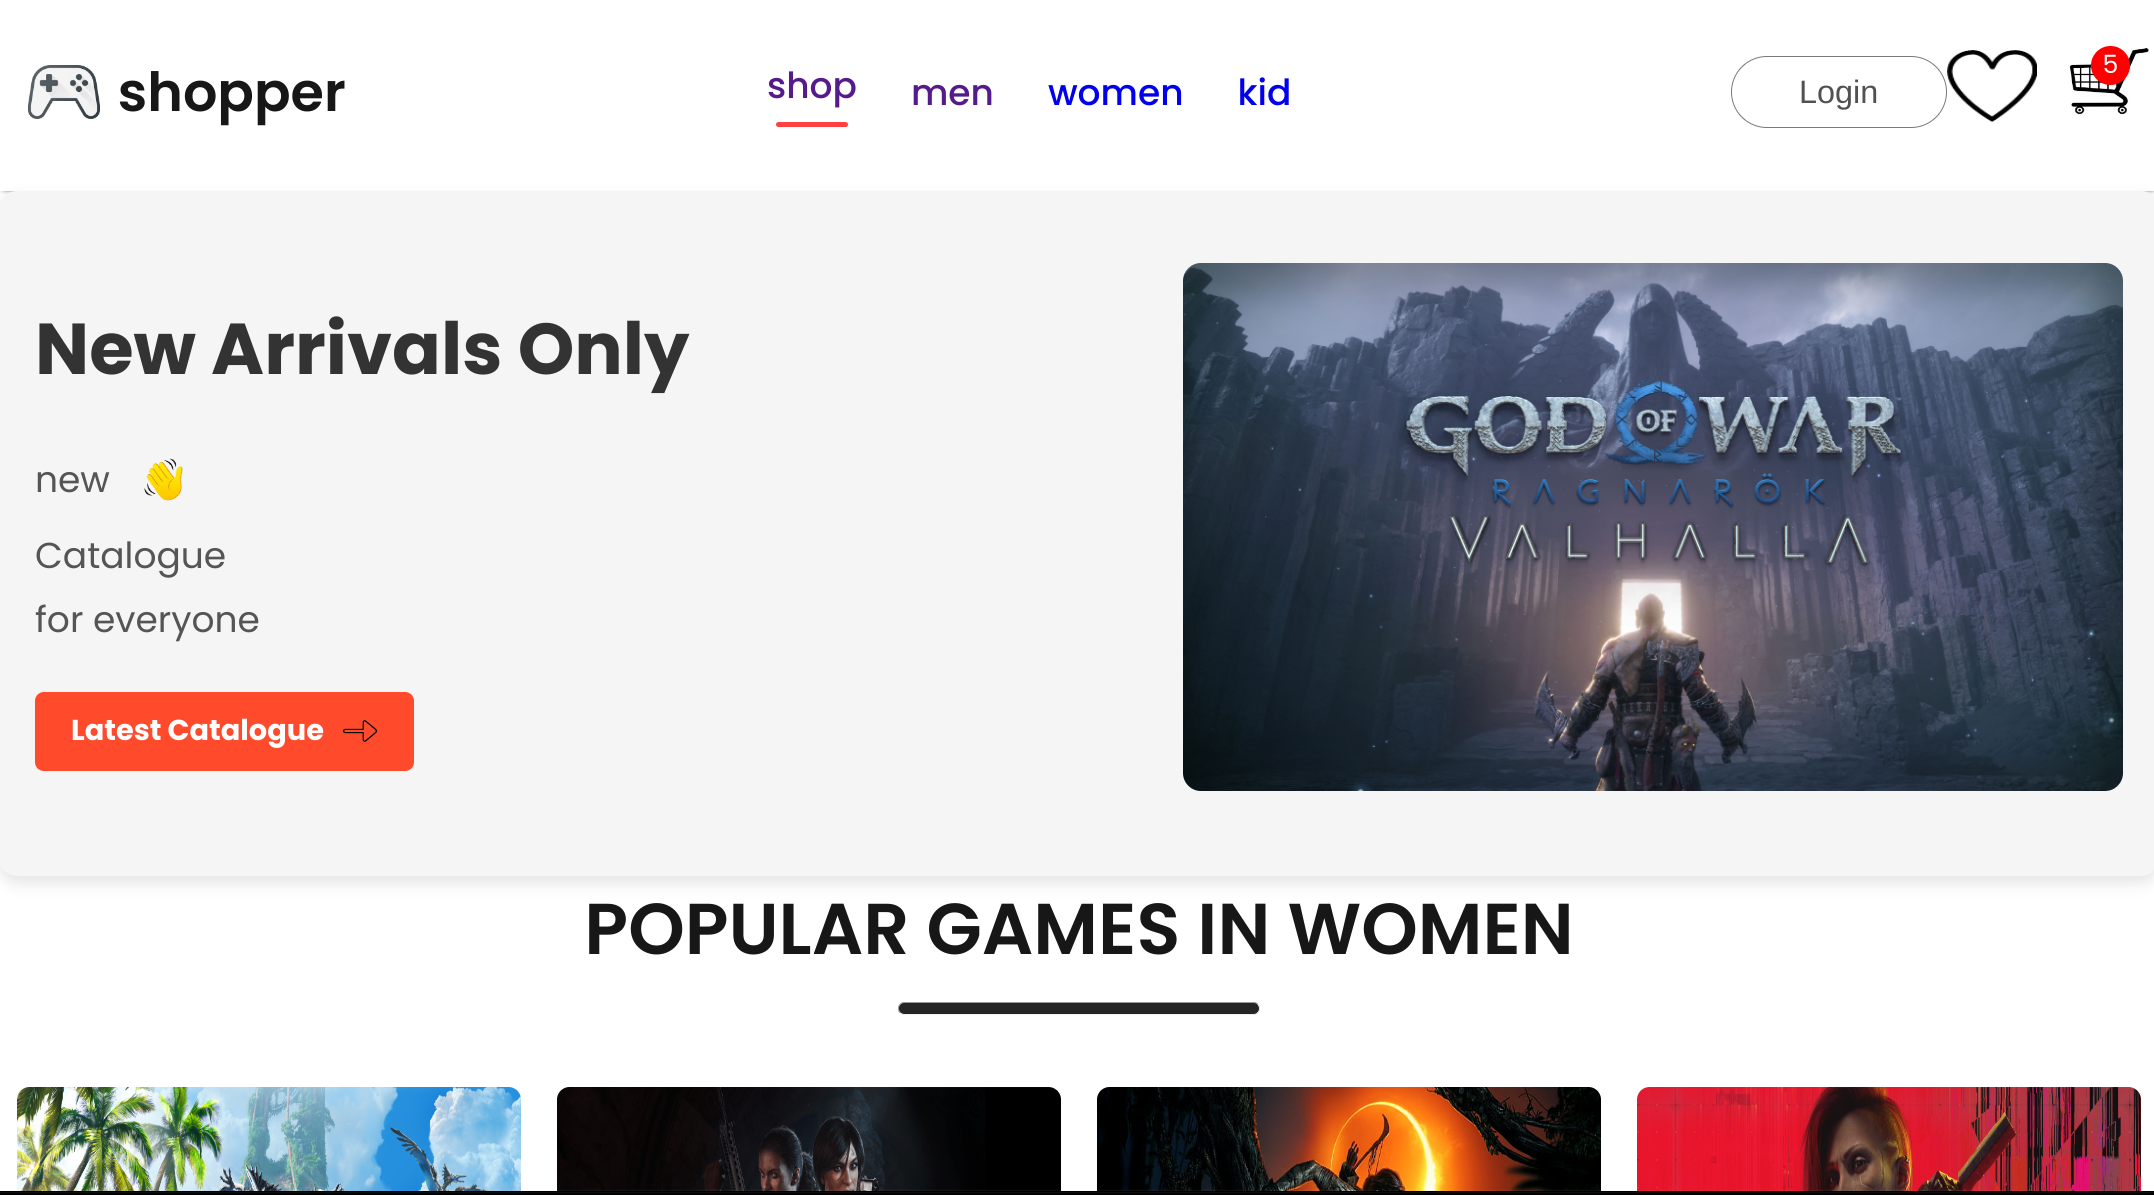 shopper
shop men women kid
Login
5
New Arrivals Only
new 👋
Catalogue
for everyone
Latest Catalogue
GOD OF WAR
RAGNARÖK
VALHALLA
POPULAR GAMES IN WOMEN